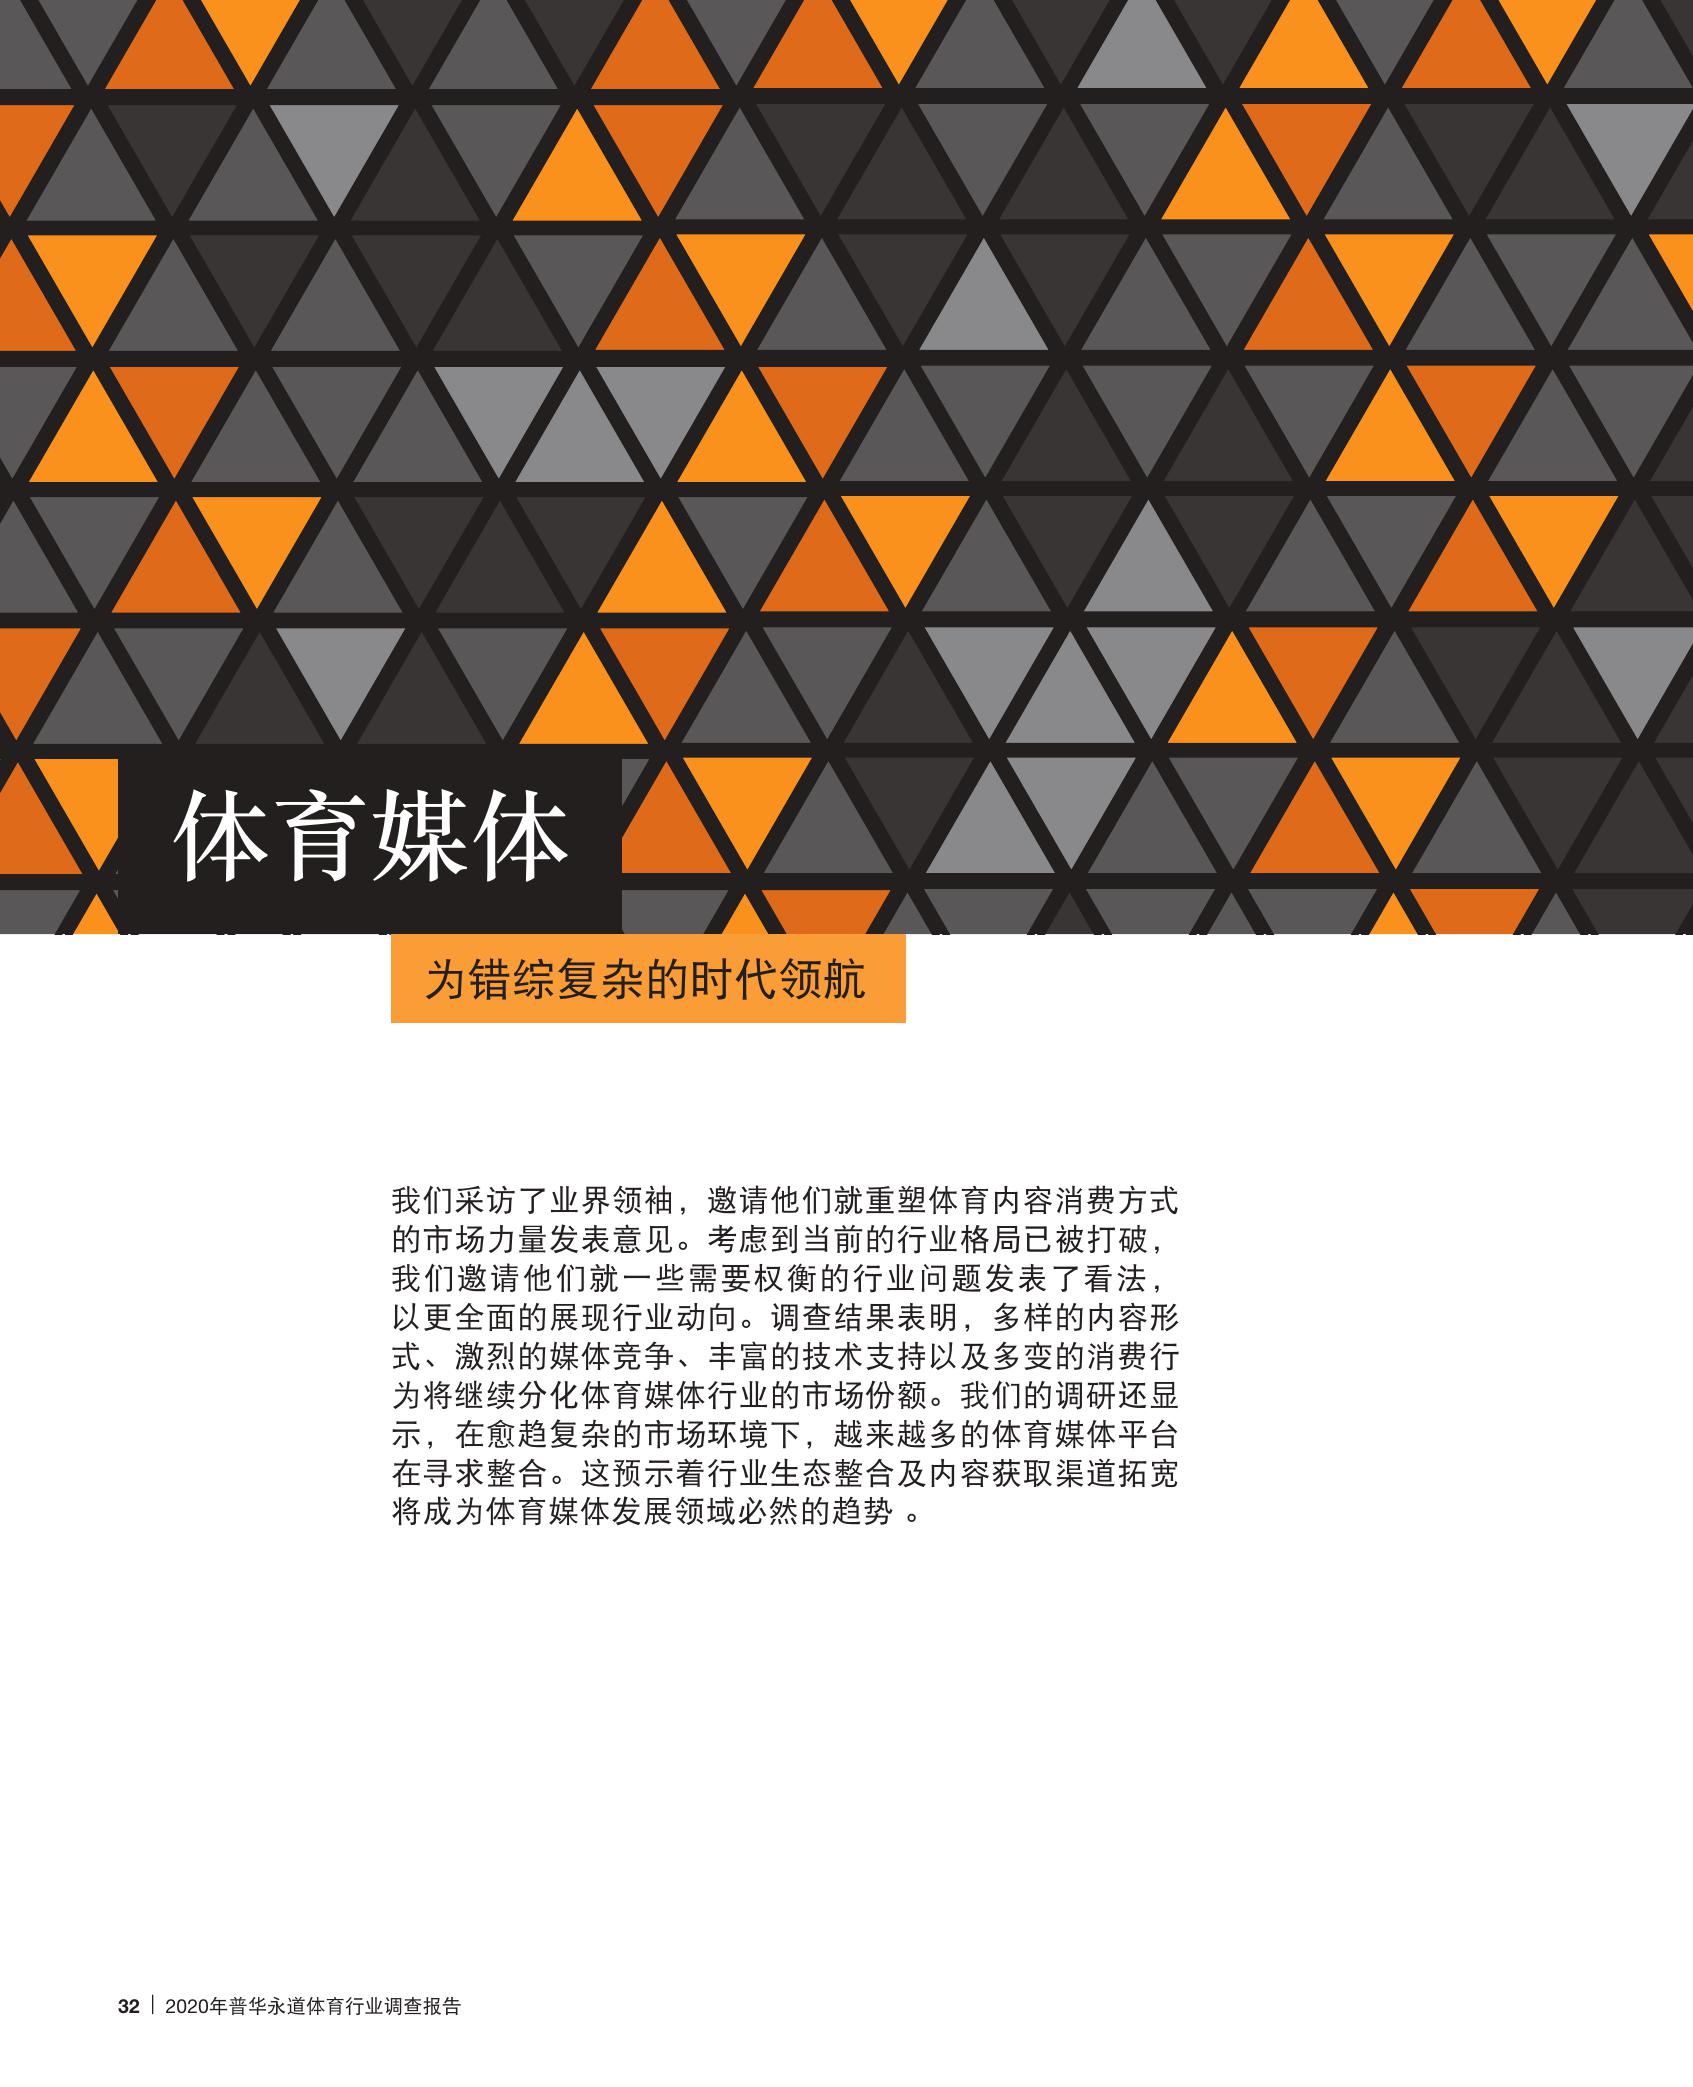 体育媒体
为错综复杂的时代领航
我们采访了业界领袖，邀请他们就重塑体育内容消费方式
的市场力量发表意见。考虑到当前的行业格局已被打破，
我们邀请他们就一些需要权衡的行业问题发表了看法，
以更全面的展现行业动向。调查结果表明，多样的内容形
式、激烈的媒体竞争、丰富的技术支持以及多变的消费行
为将继续分化体育媒体行业的市场份额。我们的调研还显
示，在愈趋复杂的市场环境下，越来越多的体育媒体平台
在寻求整合。这预示着行业生态整合及内容获取渠道拓宽
将成为体育媒体发展领域必然的趋势 。
32 | 2020年普华永道体育行业调查报告